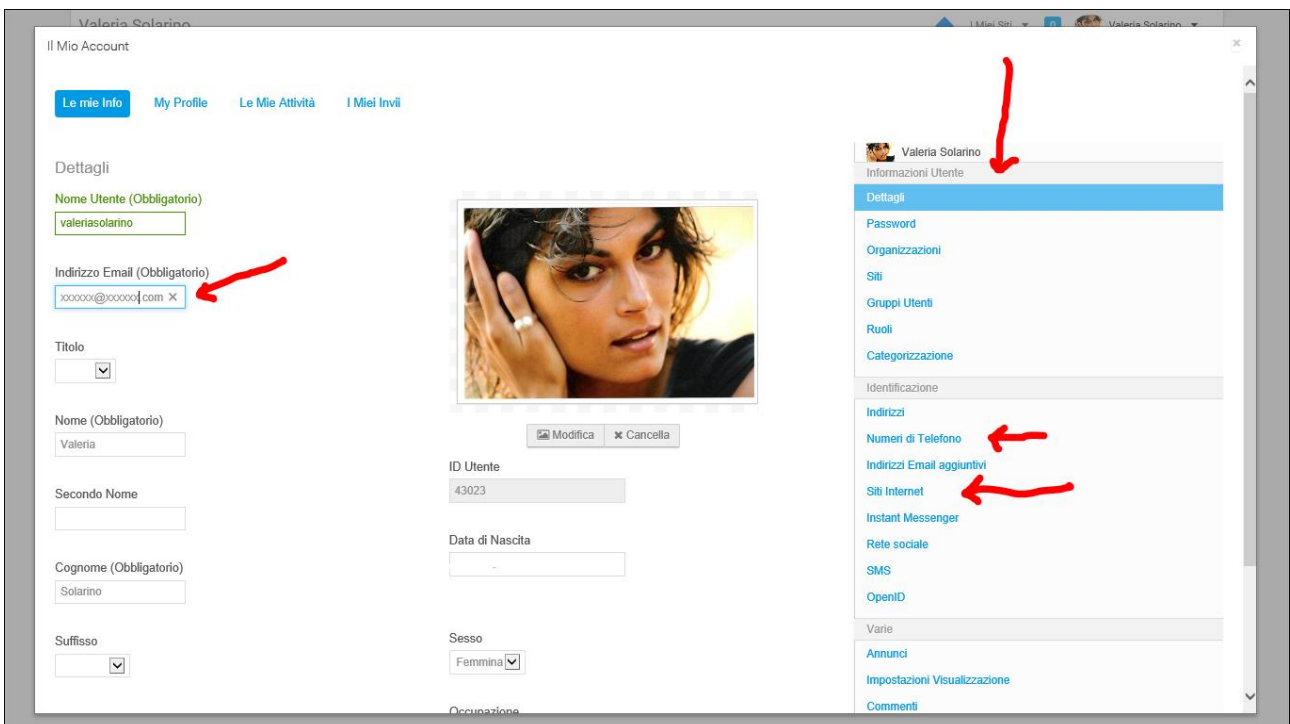 Valeria Solarino
I Miei Siti
0
Valeria Solarino
Il Mio Account
×
Le mie Info
My Profile
Le Mie Attività
I Miei Invii
Dettagli
Nome Utente (Obbligatorio)
valeriasolarino
Indirizzo Email (Obbligatorio)
xxxxxx@xxxxxx.com ×
Titolo
Nome (Obbligatorio)
Valeria
Secondo Nome
Cognome (Obbligatorio)
Solarino
Suffisso
Modifica
Cancella
ID Utente
43023
Data di Nascita
Sesso
Femmina
Occupazione
Valeria Solarino
Informazioni Utente
Dettagli
Password
Organizzazioni
Siti
Gruppi Utenti
Ruoli
Categorizzazione
Identificazione
Indirizzi
Numeri di Telefono
Indirizzi Email aggiuntivi
Siti Internet
Instant Messenger
Rete sociale
SMS
OpenID
Varie
Annunci
Impostazioni Visualizzazione
Commenti